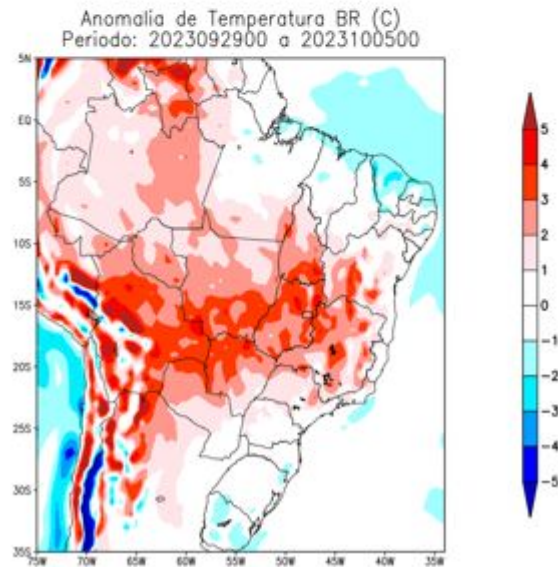 Anomalia de Temperatura BR (C)
Periodo: 2023092900 a 2023100500
5N
EQ
5S
10S
15S
20S
25S
30S
35S
75W 70W 65W 60W 55W 50W 45W 40W 35W
5
4
3
2
1
0
-1
-2
-3
-4
-5